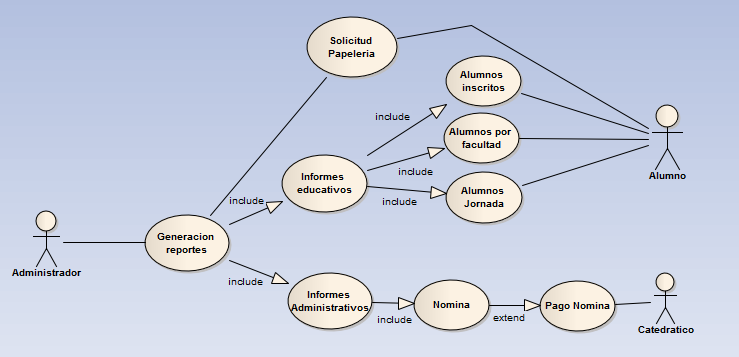 Solicitud
Papeleria
Alumnos
inscritos
include
Alumnos por
facultad
Informes
educativos
include
Alumno
Alumnos
Jornada
include
include
Generacion
reportes
Administrador
include
Informes
Administrativos
Nomina
Pago Nomina
include
extend
Catedratico